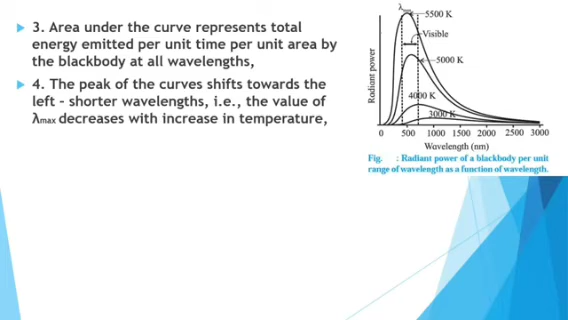 3. Area under the curve represents total
energy emitted per unit time per unit area by
the blackbody at all wavelengths,
4. The peak of the curves shifts towards the
left – shorter wavelengths, i.e., the value of
λmax decreases with increase in temperature,
5500 K
Visible
5000 K
4000 K
3000 K
Radiant power
0 500 1000 1500 2000 2500 3000
Wavelength (nm)
Fig. : Radiant power of a blackbody per unit
range of wavelength as a function of wavelength.